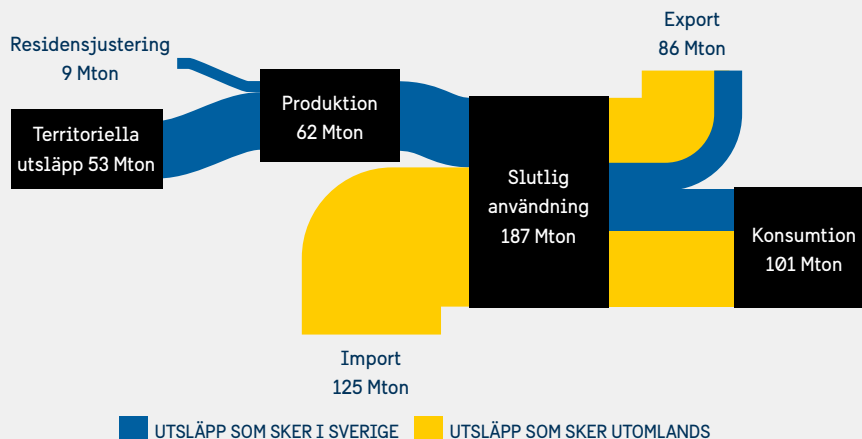 Residensjustering
9 Mton
Territoriella
utsläpp 53 Mton
Produktion
62 Mton
Import
125 Mton
Slutlig
användning
187 Mton
Export
86 Mton
Konsumtion
101 Mton
UTSLÄPP SOM SKER I SVERIGE
UTSLÄPP SOM SKER UTOMLANDS